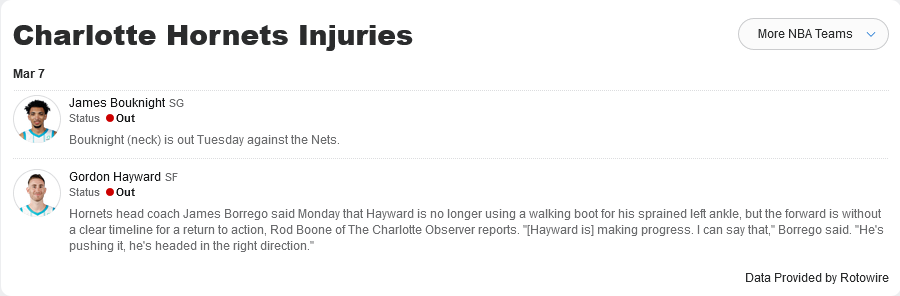 Charlotte Hornets Injuries
More NBA Teams
Mar 7
James Bouknight SG
Status Out
Bouknight (neck) is out Tuesday against the Nets.
Gordon Hayward SF
Status Out
Hornets head coach James Borrego said Monday that Hayward is no longer using a walking boot for his sprained left ankle, but the forward is without
a clear timeline for a return to action, Rod Boone of The Charlotte Observer reports. "[Hayward is] making progress. I can say that," Borrego said. "He's
pushing it, he's headed in the right direction."
Data Provided by Rotowire